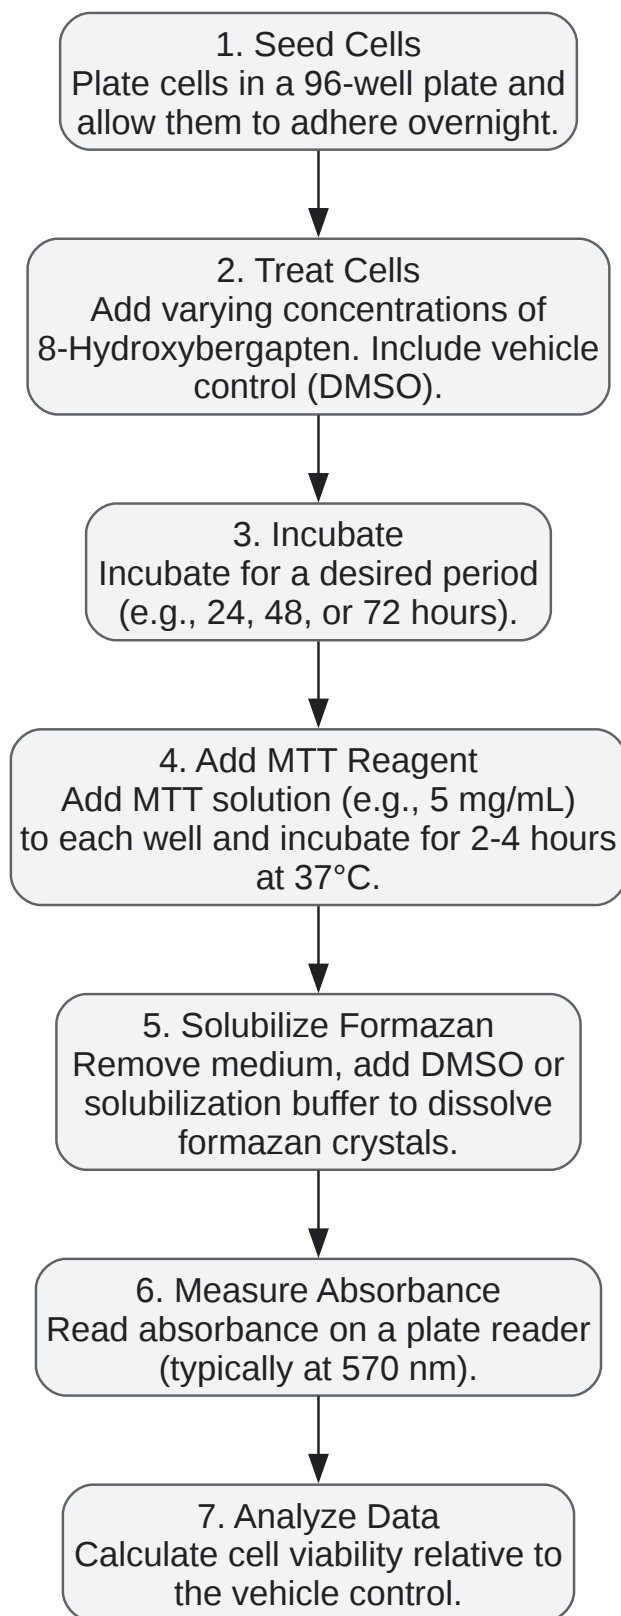 1. Seed Cells
Plate cells in a 96-well plate and
allow them to adhere overnight.
2. Treat Cells
Add varying concentrations of
8-Hydroxybergapten. Include vehicle
control (DMSO).
3. Incubate
Incubate for a desired period
(e.g., 24, 48, or 72 hours).
4. Add MTT Reagent
Add MTT solution (e.g., 5 mg/mL)
to each well and incubate for 2-4 hours
at 37°C.
5. Solubilize Formazan
Remove medium, add DMSO or
solubilization buffer to dissolve
formazan crystals.
6. Measure Absorbance
Read absorbance on a plate reader
(typically at 570 nm).
7. Analyze Data
Calculate cell viability relative to
the vehicle control.